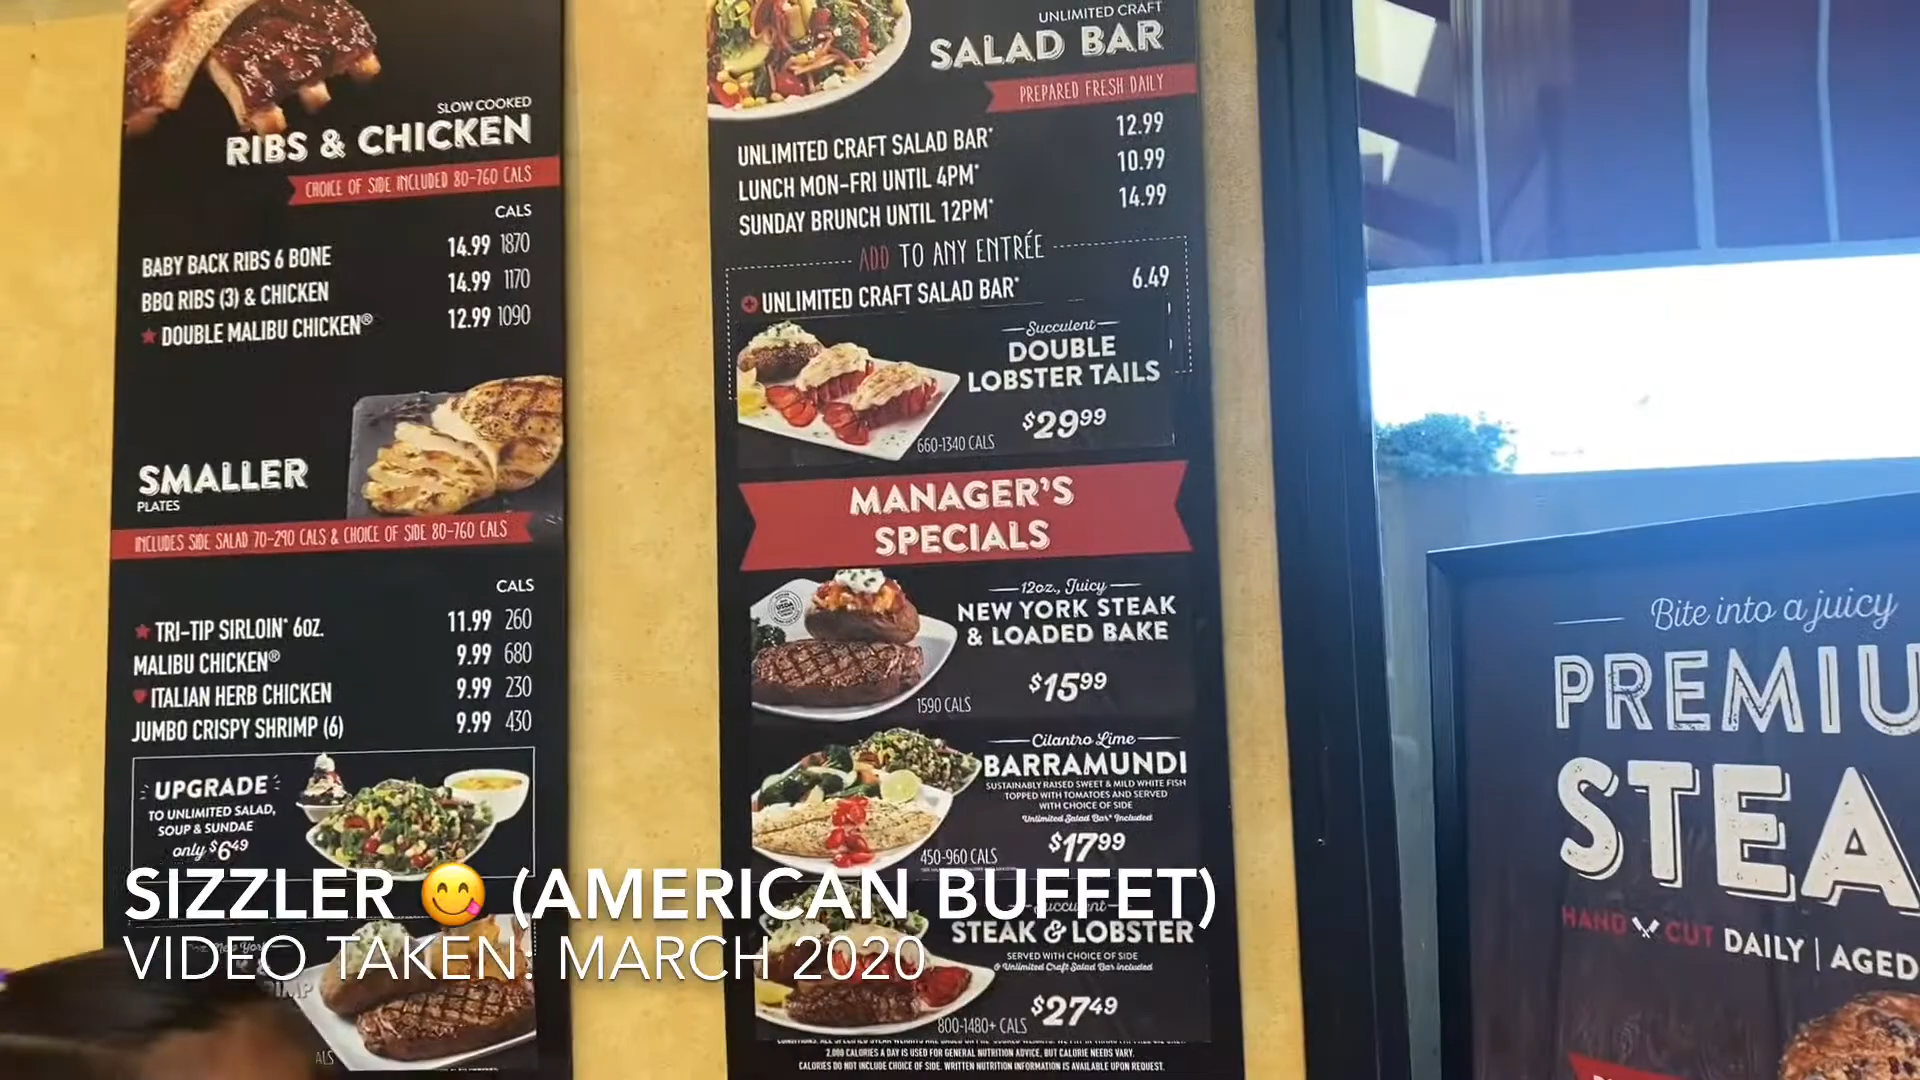 SLOW COOKED
RIBS & CHICKEN
CHOICE OF SIDE INCLUDED 80-760 CALS
CALS
BABY BACK RIBS 6 BONE 14.99 1870
BBQ RIBS (3) & CHICKEN 14.99 1170
DOUBLE MALIBU CHICKEN® 12.99 1090
SMALLER
PLATES
INCLUDES SIDE SALAD 70-290 CALS & CHOICE OF SIDE 80-760 CALS
CALS
TRI-TIP SIRLOIN* 6OZ. 11.99 260
MALIBU CHICKEN® 9.99 680
ITALIAN HERB CHICKEN 9.99 230
JUMBO CRISPY SHRIMP (6) 9.99 430
UPGRADE
TO UNLIMITED SALAD,
SOUP & SUNDAE
only $6.49
ALS
UNLIMITED CRAFT
SALAD BAR
PREPARED FRESH DAILY
UNLIMITED CRAFT SALAD BAR* 12.99
LUNCH MON-FRI UNTIL 4PM* 10.99
SUNDAY BRUNCH UNTIL 12PM* 14.99
ADD TO ANY ENTRÉE
UNLIMITED CRAFT SALAD BAR* 6.49
Succulent
DOUBLE
LOBSTER TAILS
$29.99
660-1340 CALS
MANAGER'S
SPECIALS
12oz., Juicy
NEW YORK STEAK
& LOADED BAKE
$15.99
1590 CALS
Cilantro Lime
BARRAMUNDI
SUSTAINABLY RAISED SWEET & MILD WHITE FISH
TOPPED WITH TOMATOES AND SERVED
WITH CHOICE OF SIDE
*Unlimited Salad Bar* Included
$17.99
450-960 CALS
Succulent
STEAK & LOBSTER
SERVED WITH CHOICE OF SIDE
& Unlimited Craft Salad Bar included
$27.49
800-1480+ CALS
2,000 CALORIES A DAY IS USED FOR GENERAL NUTRITION ADVICE, BUT CALORIE NEEDS VARY.
CALORIES DO NOT INCLUDE CHOICE OF SIDE. WRITTEN NUTRITION INFORMATION IS AVAILABLE UPON REQUEST.
Bite into a juicy
PREMIU
STEA
HAND CUT DAILY | AGED
SIZZLER 😋 (AMERICAN BUFFET)
VIDEO TAKEN: MARCH 2020